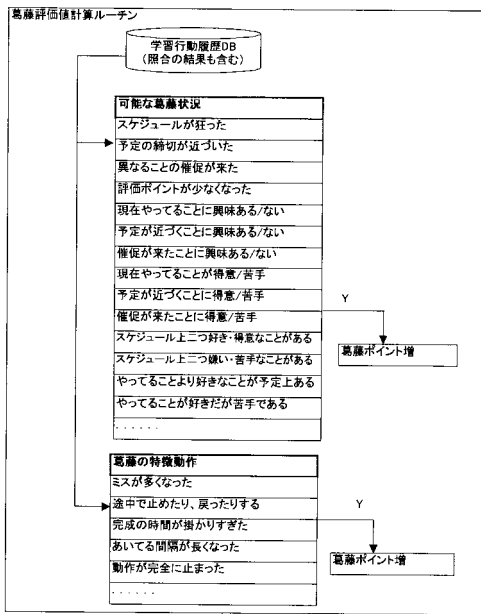 葛藤評価値計算ルーチン
学習行動履歴DB
(照合の結果も含む)
可能な葛藤状況
スケジュールが狂った
予定の締切が近づいた
異なることの催促が来た
評価ポイントが少なくなった
現在やってることに興味ある/ない
予定が近づくことに興味ある/ない
催促が来たことに興味ある/ない
現在やってることが得意/苦手
予定が近づくことに得意/苦手
催促が来たことに得意/苦手
スケジュール上二つ好き・得意なことがある
スケジュール上二つ嫌い・苦手なことがある
やってることより好きなことが予定上ある
やってることが好きだが苦手である
......
Y
葛藤ポイント増
葛藤の特徴動作
ミスが多くなった
途中で止めたり、戻ったりする
完成の時間が掛かりすぎた
あいてる間隔が長くなった
動作が完全に止まった
......
Y
葛藤ポイント増